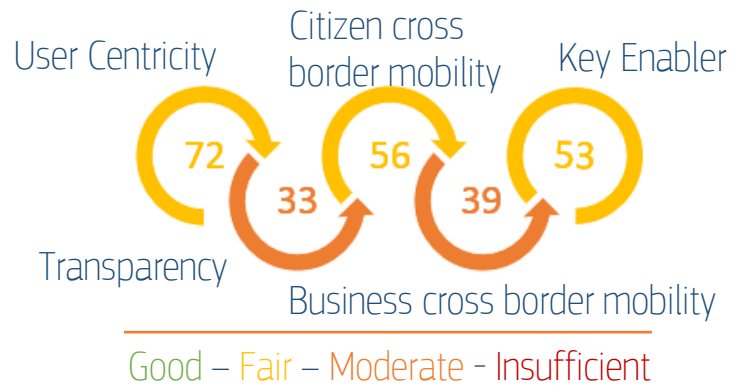 User Centricity
Citizen cross
border mobility
Key Enabler
72
56
53
33
39
Transparency
Business cross border mobility
Good – Fair – Moderate - Insufficient